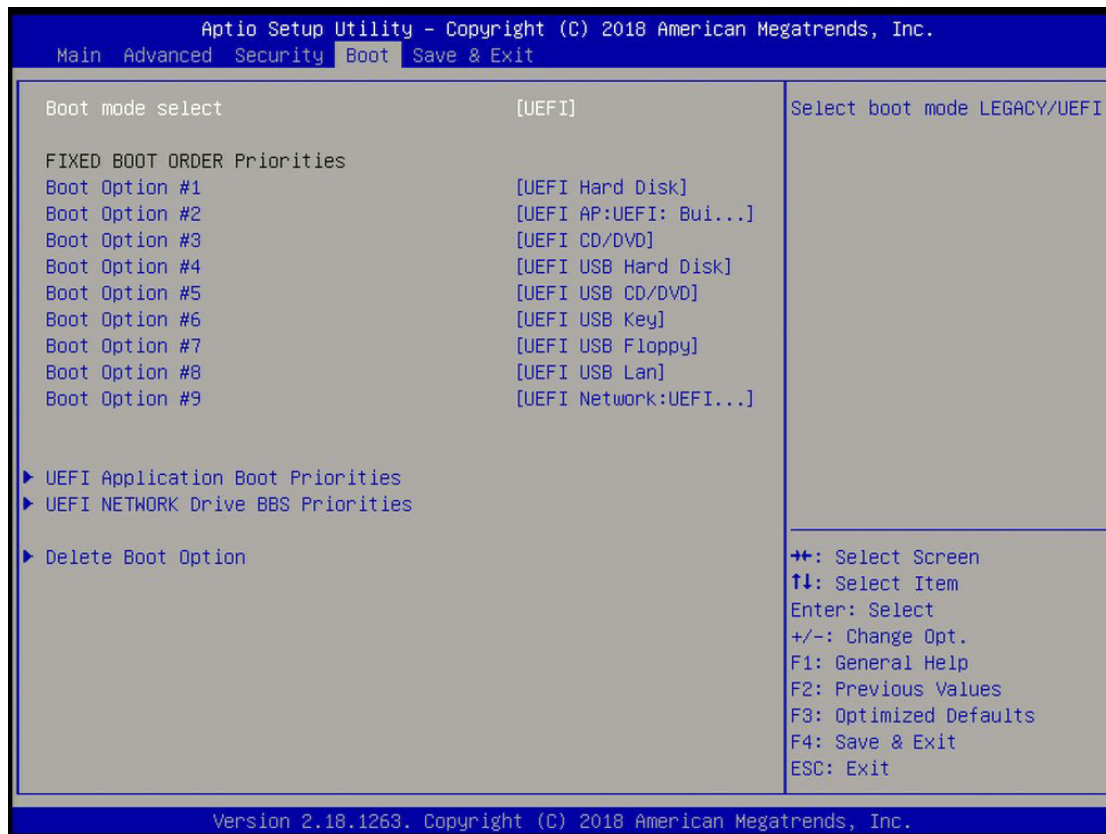 Aptio Setup Utility – Copyright (C) 2018 American Megatrends, Inc.
Main Advanced Security Boot Save & Exit
Boot mode select [UEFI]
FIXED BOOT ORDER Priorities
Boot Option #1 [UEFI Hard Disk]
Boot Option #2 [UEFI AP:UEFI: Bui...]
Boot Option #3 [UEFI CD/DVD]
Boot Option #4 [UEFI USB Hard Disk]
Boot Option #5 [UEFI USB CD/DVD]
Boot Option #6 [UEFI USB Key]
Boot Option #7 [UEFI USB Floppy]
Boot Option #8 [UEFI USB Lan]
Boot Option #9 [UEFI Network:UEFI...]
▶ UEFI Application Boot Priorities
▶ UEFI NETWORK Drive BBS Priorities
▶ Delete Boot Option
Select boot mode LEGACY/UEFI
→←: Select Screen
↑↓: Select Item
Enter: Select
+/-: Change Opt.
F1: General Help
F2: Previous Values
F3: Optimized Defaults
F4: Save & Exit
ESC: Exit
Version 2.18.1263. Copyright (C) 2018 American Megatrends, Inc.